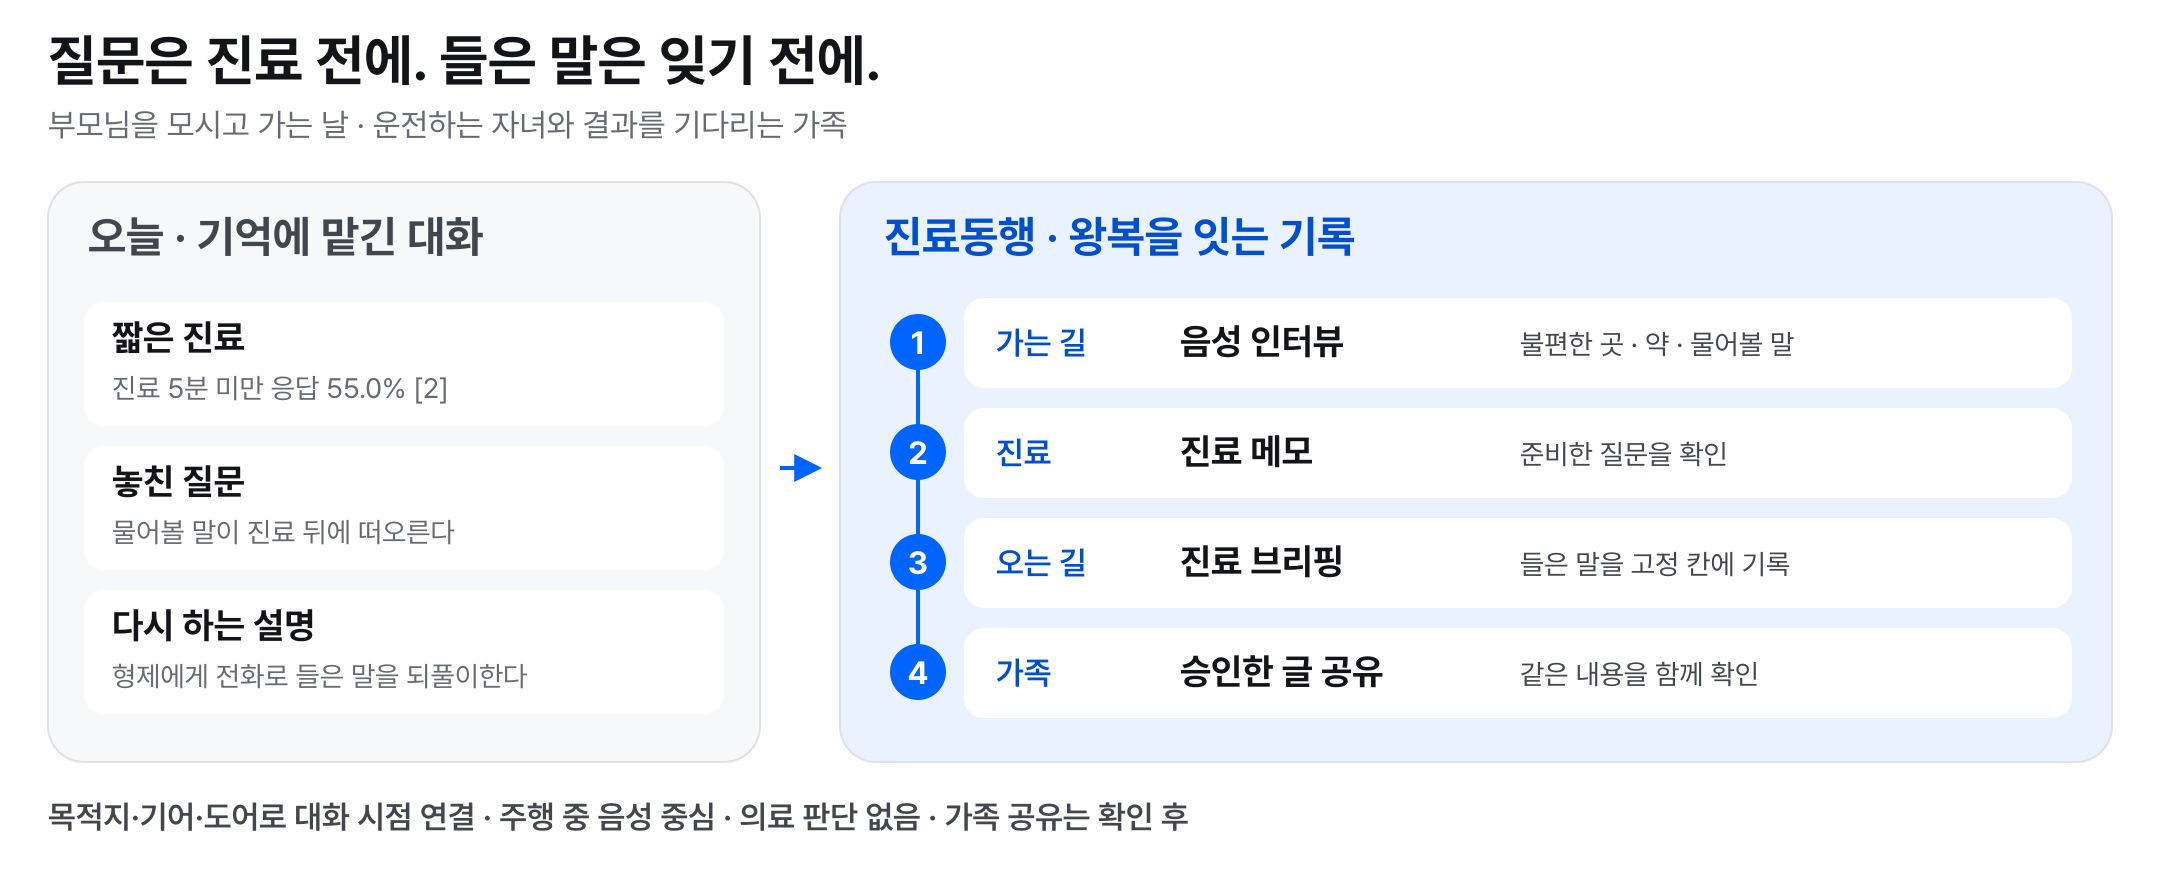 질문은 진료 전에. 들은 말은 잊기 전에.
부모님을 모시고 가는 날 · 운전하는 자녀와 결과를 기다리는 가족
오늘 · 기억에 맡긴 대화
짧은 진료
진료 5분 미만 응답 55.0% [2]
놓친 질문
물어볼 말이 진료 뒤에 떠오른다
다시 하는 설명
형제에게 전화로 들은 말을 되풀이한다
진료동행 · 왕복을 잇는 기록
1 가는 길 음성 인터뷰 불편한 곳 · 약 · 물어볼 말
2 진료 진료 메모 준비한 질문을 확인
3 오는 길 진료 브리핑 들은 말을 고정 칸에 기록
4 가족 승인한 글 공유 같은 내용을 함께 확인
목적지·기어·도어로 대화 시점 연결 · 주행 중 음성 중심 · 의료 판단 없음 · 가족 공유는 확인 후